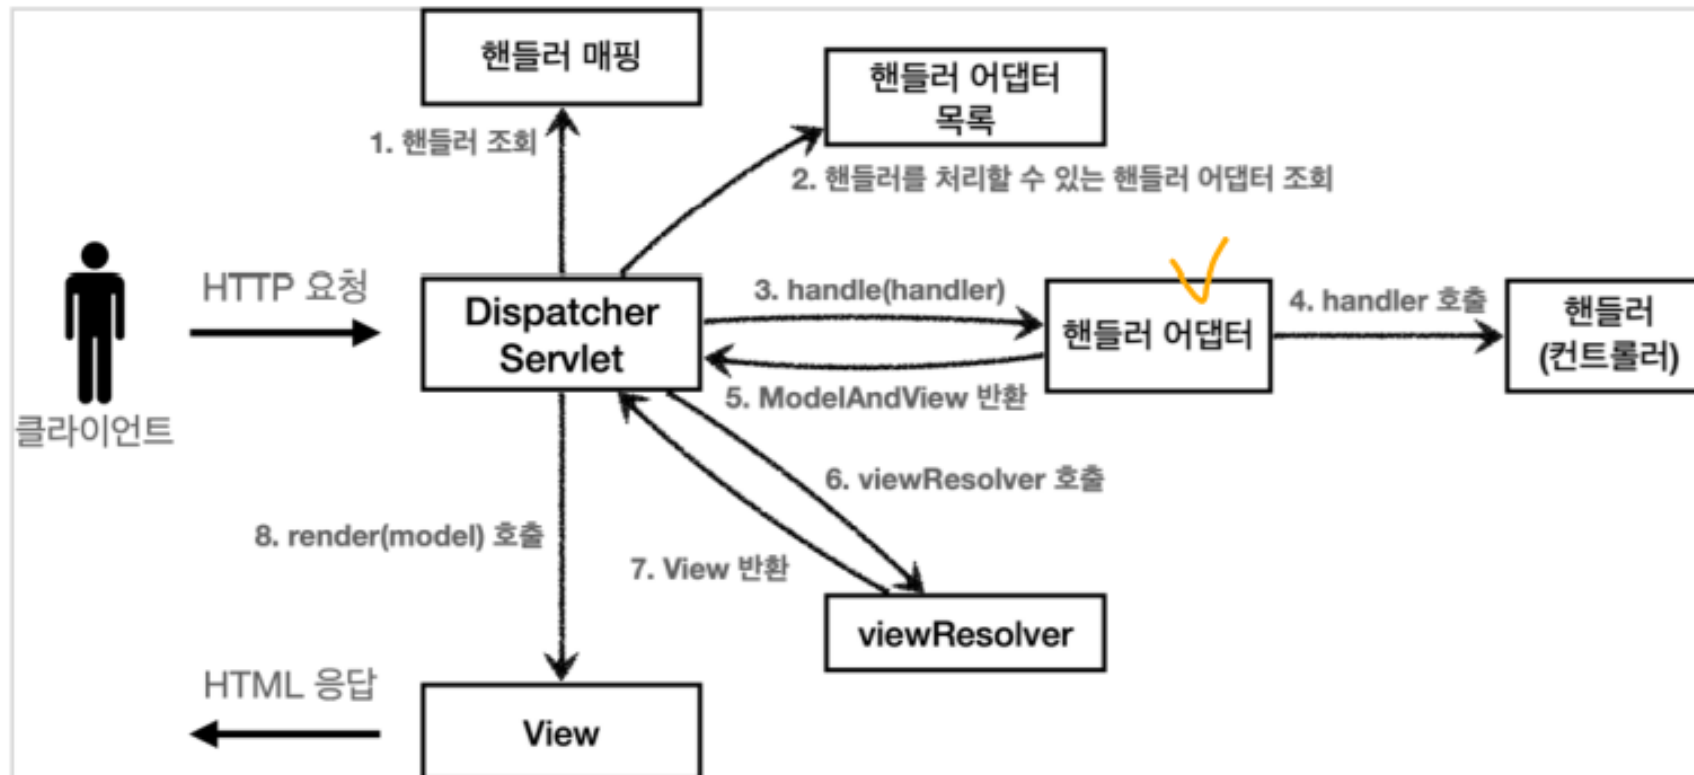 핸들러 매핑
핸들러 어댑터
목록
1. 핸들러 조회
2. 핸들러를 처리할 수 있는 핸들러 어댑터 조회
HTTP 요청
클라이언트
Dispatcher
Servlet
3. handle(handler)
핸들러 어댑터
4. handler 호출
핸들러
(컨트롤러)
5. ModelAndView 반환
6. viewResolver 호출
7. View 반환
8. render(model) 호출
viewResolver
HTML 응답
View